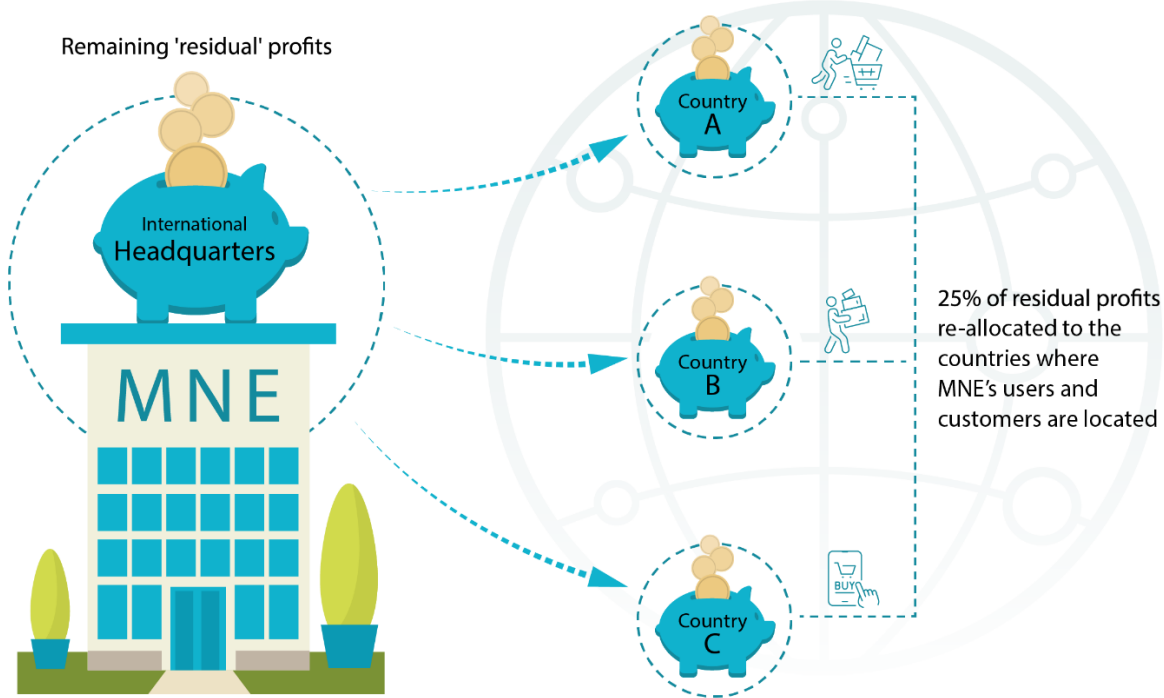 Remaining 'residual' profits
International
Headquarters
MNE
Country
A
Country
B
Country
C
BUY
25% of residual profits
re-allocated to the
countries where
MNE's users and
customers are located